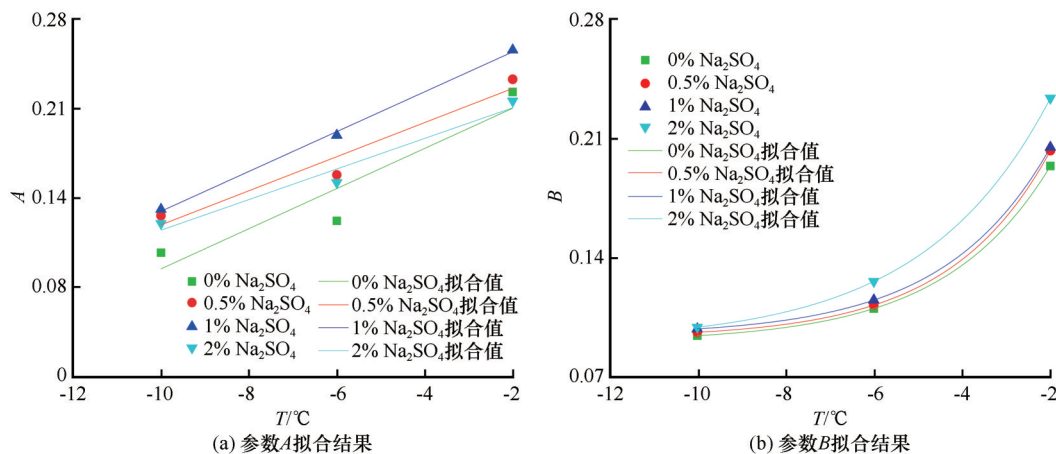 0.28
0.21
0.14
0.08
0
A
-12
-10
-8
-6
-4
-2
T/℃
0% Na₂SO₄
0.5% Na₂SO₄
1% Na₂SO₄
2% Na₂SO₄
0% Na₂SO₄拟合值
0.5% Na₂SO₄拟合值
1% Na₂SO₄拟合值
2% Na₂SO₄拟合值
(a) 参数A拟合结果
0.28
0.21
0.14
0.07
B
-12
-10
-8
-6
-4
-2
T/℃
0% Na₂SO₄
0.5% Na₂SO₄
1% Na₂SO₄
2% Na₂SO₄
0% Na₂SO₄拟合值
0.5% Na₂SO₄拟合值
1% Na₂SO₄拟合值
2% Na₂SO₄拟合值
(b) 参数B拟合结果